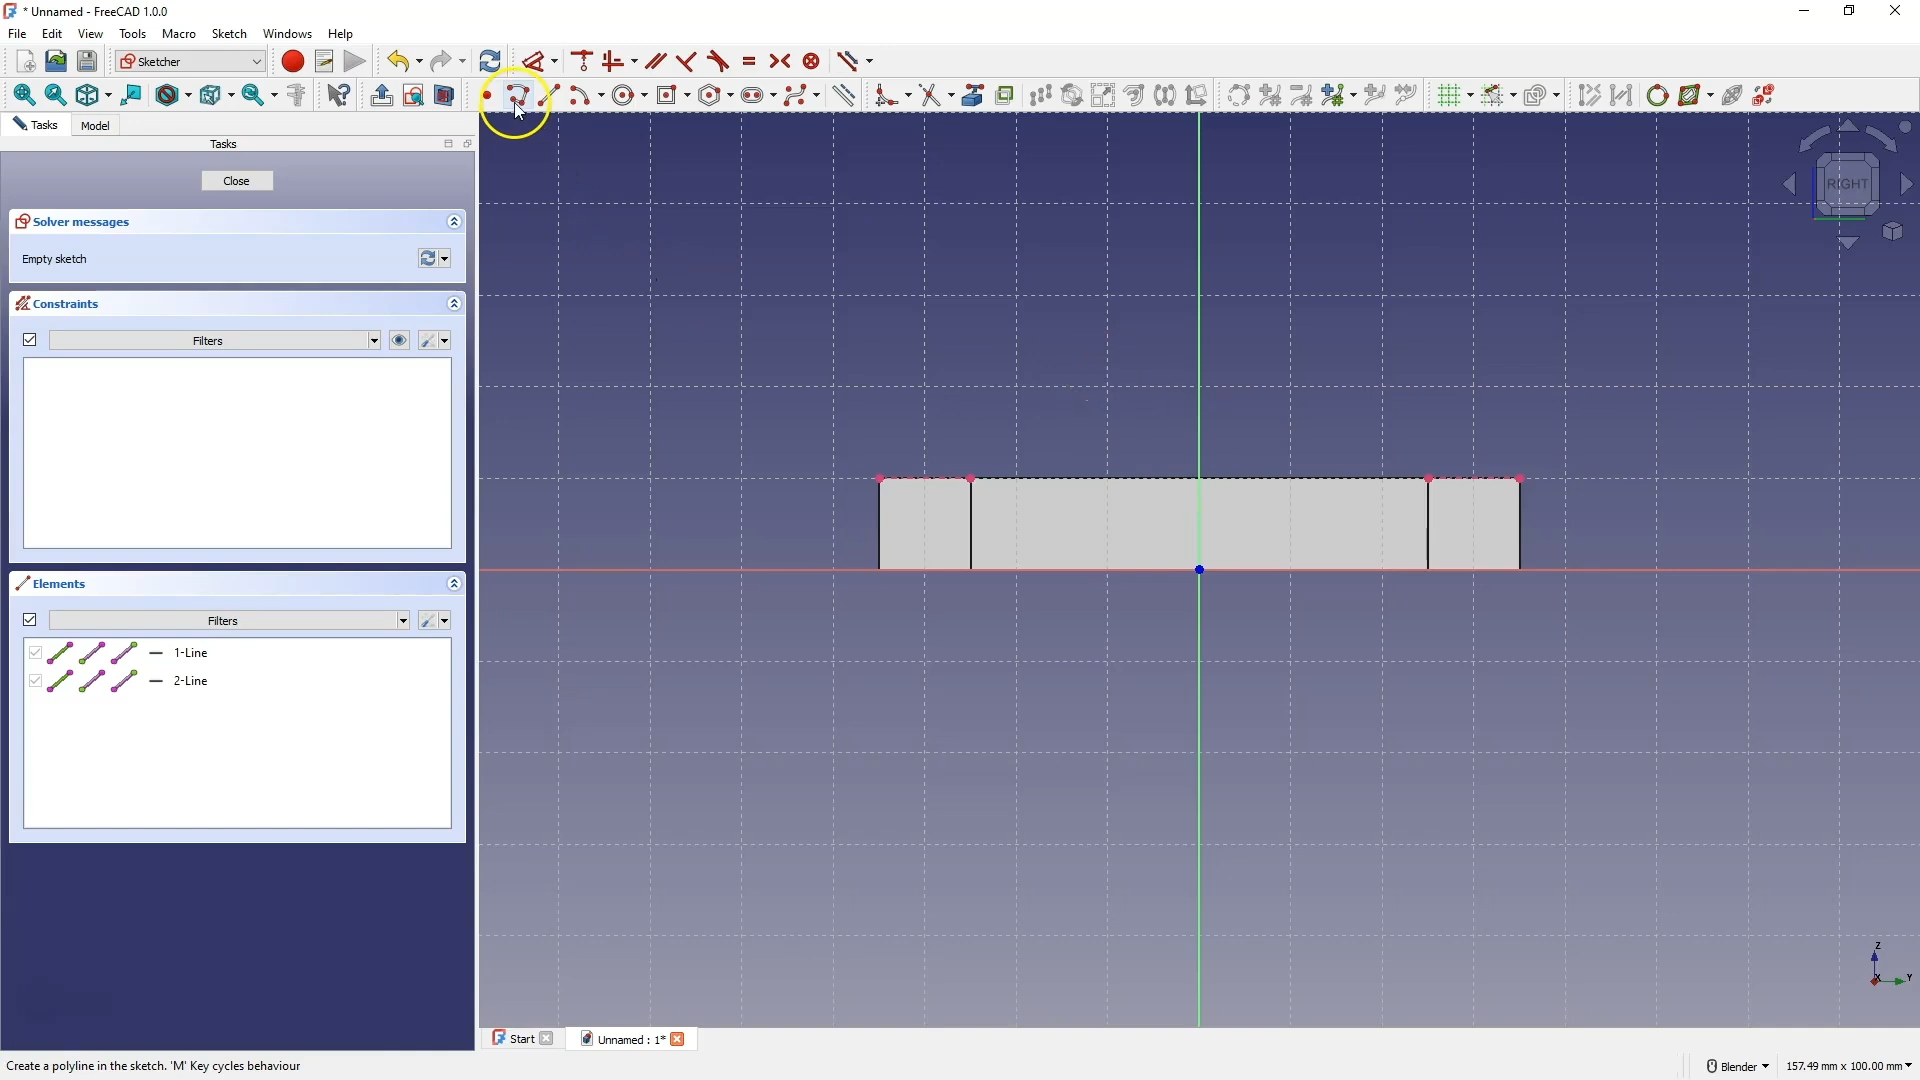 * Unnamed - FreeCAD 1.0.0
File Edit View Tools Macro Sketch Windows Help
Sketcher
Tasks Model
Tasks
Close
Solver messages
Empty sketch
Constraints
Filters
Elements
Filters
1-Line
2-Line
RIGHT
Z
X
Y
Start Unnamed : 1*
Create a polyline in the sketch. 'M' Key cycles behaviour
Blender 157.49 mm x 100.00 mm